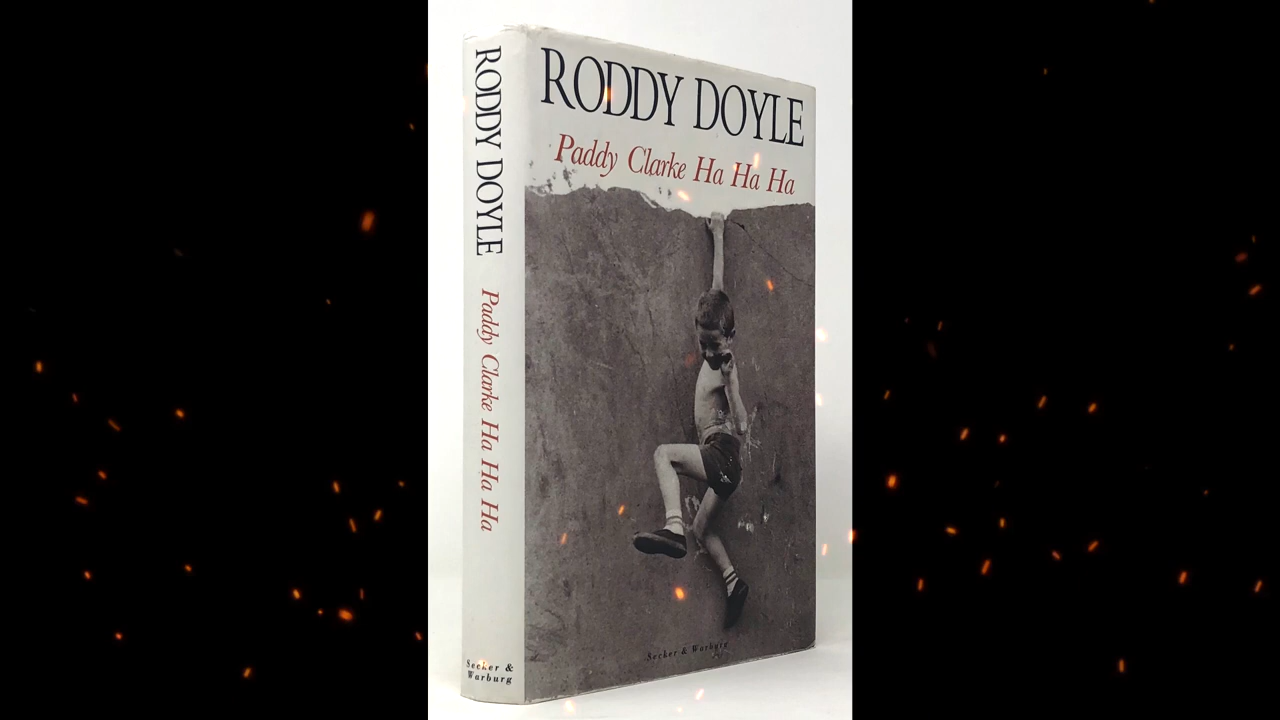 RODDY DOYLE
Paddy Clarke Ha Ha Ha
Secker & Warburg
RODDY DOYLE
Paddy Clarke Ha Ha Ha
Secker &
Warburg